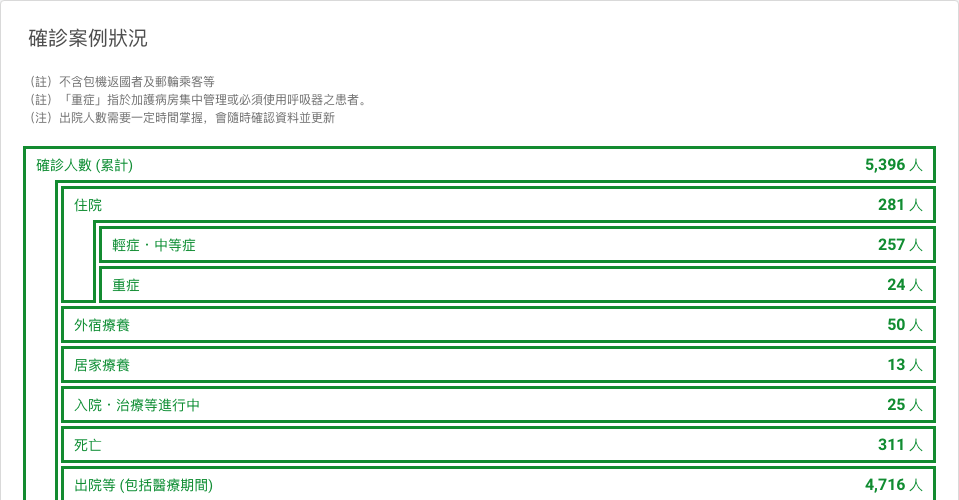 確診案例狀況
（註）不含包機返國者及郵輪乘客等
（註）「重症」指於加護病房集中管理或必須使用呼吸器之患者。
（注）出院人數需要一定時間掌握，會隨時確認資料並更新
確診人數 (累計) 5,396 人
住院 281 人
輕症・中等症 257 人
重症 24 人
外宿療養 50 人
居家療養 13 人
入院・治療等進行中 25 人
死亡 311 人
出院等 (包括醫療期間) 4,716 人